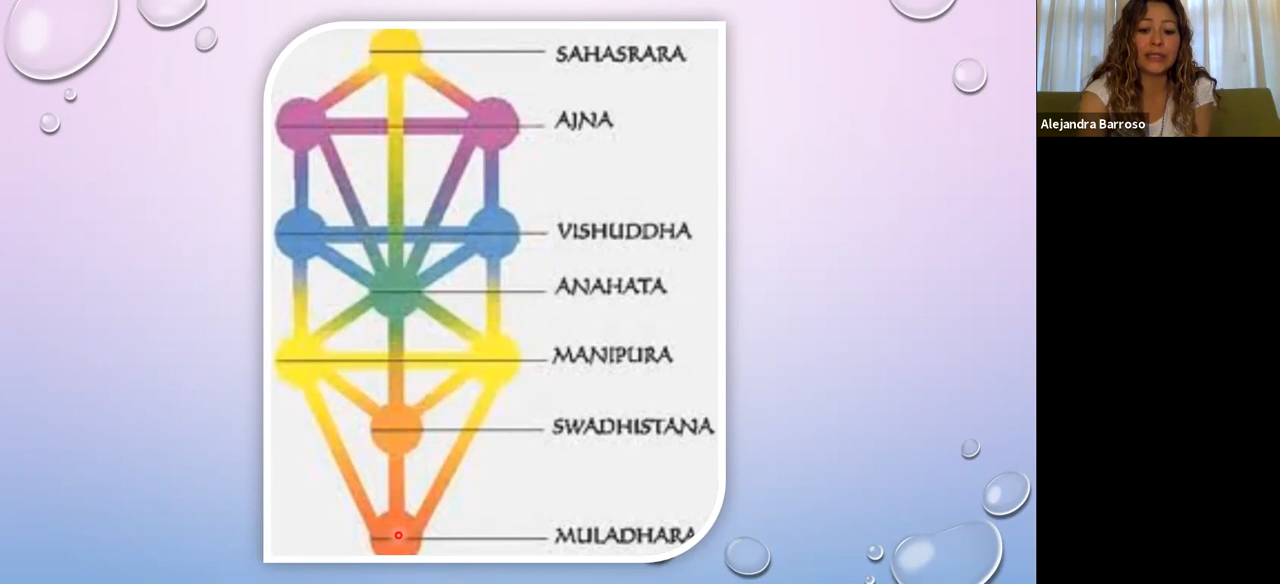 SAHASRARA
AJNA
VISHUDDHA
ANAHATA
MANIPURA
SWADHISTANA
MULADHARA
Alejandra Barroso